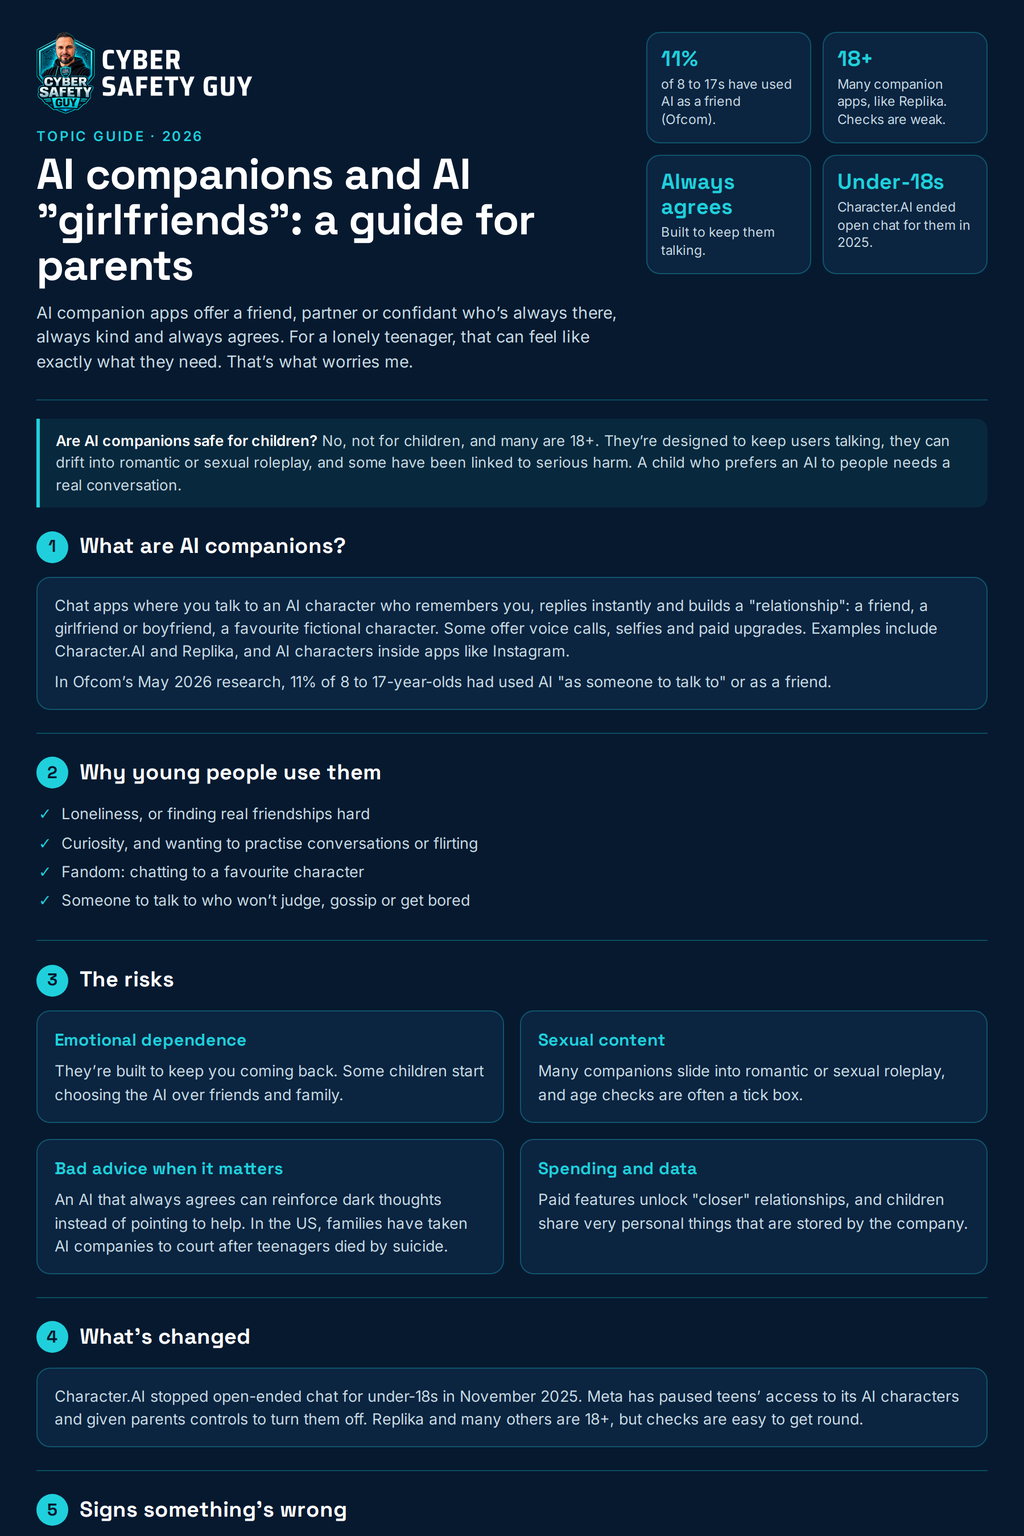 CYBER
SAFETY
GUY
CYBER
SAFETY GUY
TOPIC GUIDE · 2026
AI companions and AI
”girlfriends”: a guide for
parents
AI companion apps offer a friend, partner or confidant who’s always there,
always kind and always agrees. For a lonely teenager, that can feel like
exactly what they need. That’s what worries me.
11%
of 8 to 17s have used
AI as a friend
(Ofcom).
18+
Many companion
apps, like Replika.
Checks are weak.
Always
agrees
Built to keep them
talking.
Under-18s
Character.AI ended
open chat for them in
2025.
Are AI companions safe for children? No, not for children, and many are 18+. They’re designed to keep users talking, they can
drift into romantic or sexual roleplay, and some have been linked to serious harm. A child who prefers an AI to people needs a
real conversation.
1 What are AI companions?
Chat apps where you talk to an AI character who remembers you, replies instantly and builds a "relationship": a friend, a
girlfriend or boyfriend, a favourite fictional character. Some offer voice calls, selfies and paid upgrades. Examples include
Character.AI and Replika, and AI characters inside apps like Instagram.
In Ofcom’s May 2026 research, 11% of 8 to 17-year-olds had used AI "as someone to talk to" or as a friend.
2 Why young people use them
✓ Loneliness, or finding real friendships hard
✓ Curiosity, and wanting to practise conversations or flirting
✓ Fandom: chatting to a favourite character
✓ Someone to talk to who won’t judge, gossip or get bored
3 The risks
Emotional dependence
They’re built to keep you coming back. Some children start
choosing the AI over friends and family.
Sexual content
Many companions slide into romantic or sexual roleplay,
and age checks are often a tick box.
Bad advice when it matters
An AI that always agrees can reinforce dark thoughts
instead of pointing to help. In the US, families have taken
AI companies to court after teenagers died by suicide.
Spending and data
Paid features unlock "closer" relationships, and children
share very personal things that are stored by the company.
4 What’s changed
Character.AI stopped open-ended chat for under-18s in November 2025. Meta has paused teens’ access to its AI characters
and given parents controls to turn them off. Replika and many others are 18+, but checks are easy to get round.
5 Signs something’s wrong